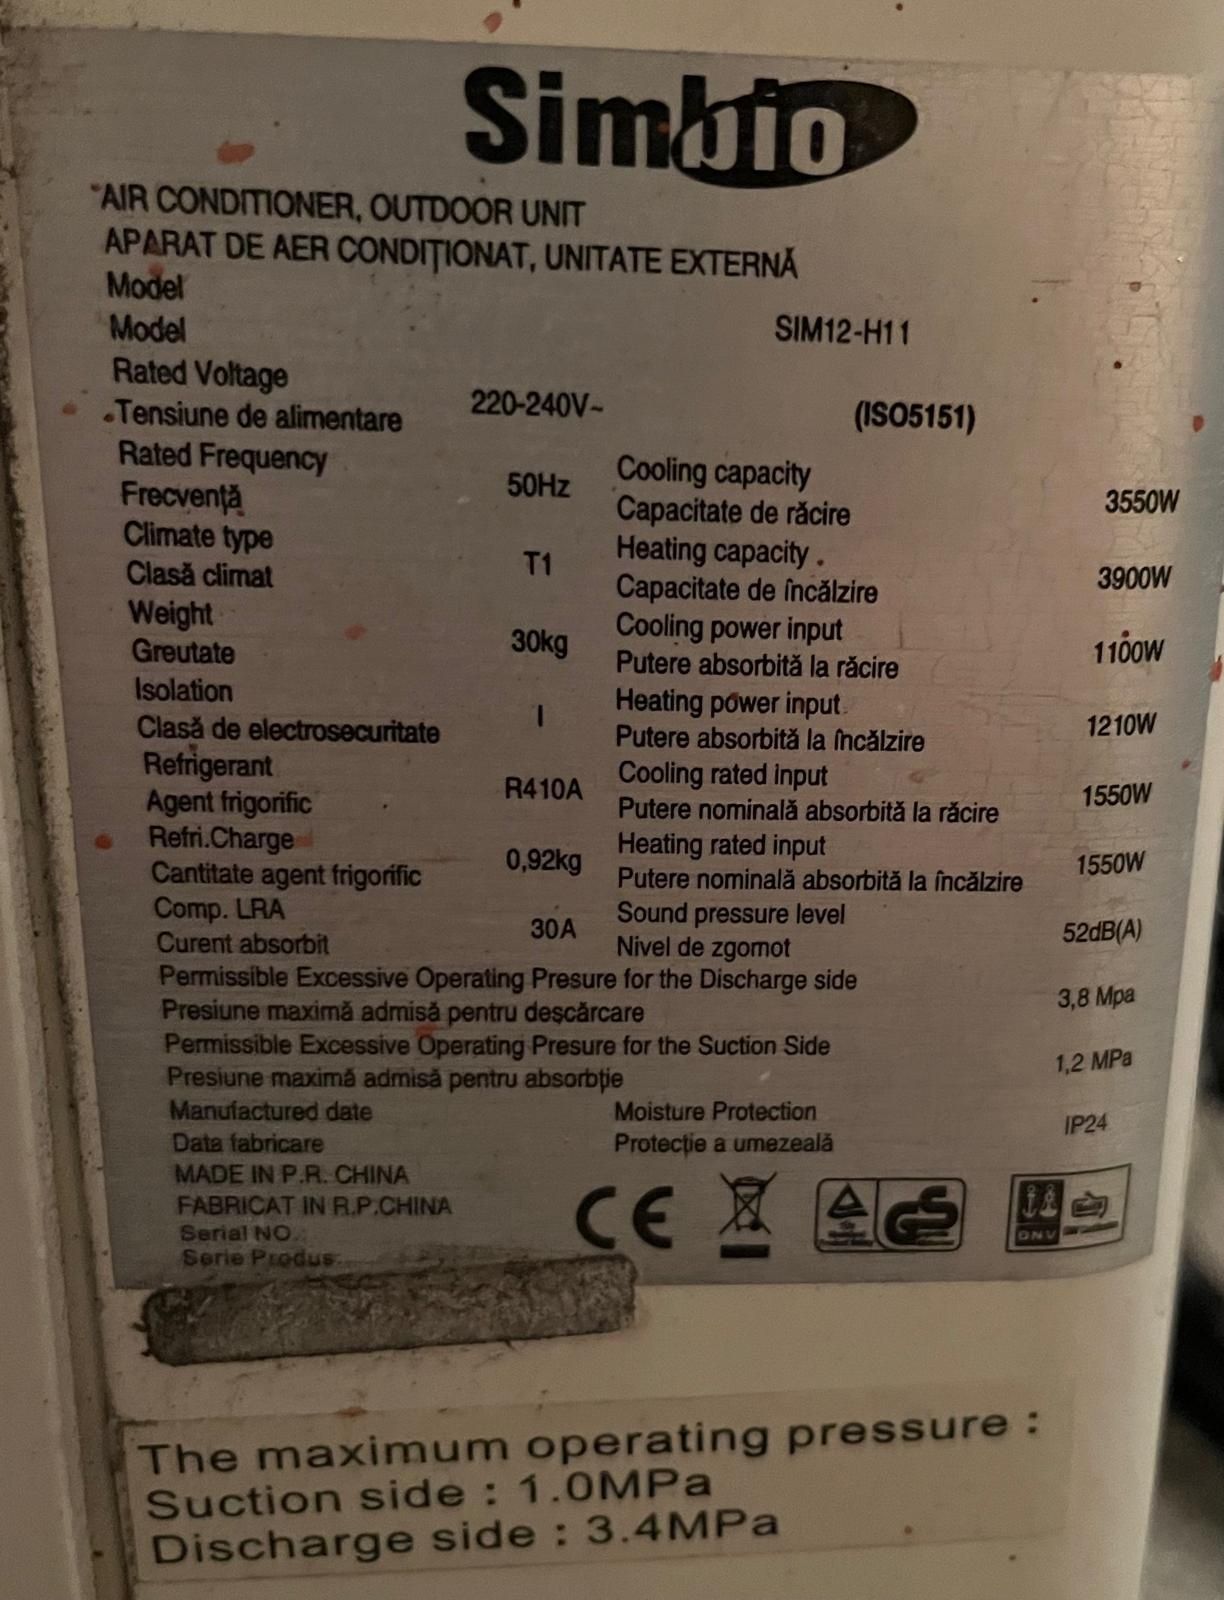 Simbio
AIR CONDITIONER, OUTDOOR UNIT
APARAT DE AER CONDIȚIONAT, UNITATE EXTERNĂ
Model
Model SIM12-H11
Rated Voltage
Tensiune de alimentare 220-240V~ (ISO5151)
Rated Frequency
Frecvență 50Hz
Cooling capacity
Capacitate de răcire 3550W
Climate type
Clasă climat T1
Heating capacity
Capacitate de încălzire 3900W
Weight
Greutate 30kg
Cooling power input
Putere absorbită la răcire 1100W
Isolation
Clasă de electrosecuritate I
Heating power input
Putere absorbită la încălzire 1210W
Refrigerant
Agent frigorific R410A
Cooling rated input
Putere nominală absorbită la răcire 1550W
Refri.Charge
Cantitate agent frigorific 0,92kg
Heating rated input
Putere nominală absorbită la încălzire 1550W
Comp. LRA
Curent absorbit 30A
Sound pressure level
Nivel de zgomot 52dB(A)
Permissible Excessive Operating Presure for the Discharge side
Presiune maximă admisă pentru descărcare 3,8 Mpa
Permissible Excessive Operating Presure for the Suction Side
Presiune maximă admisă pentru absorbție 1,2 MPa
Manufactured date
Data fabricare
Moisture Protection
Protecție a umezeală IP24
MADE IN P.R. CHINA
FABRICAT IN R.P.CHINA
Serial NO.:
Serie Produs:
CE
GS
DNV
The maximum operating pressure :
Suction side : 1.0MPa
Discharge side : 3.4MPa